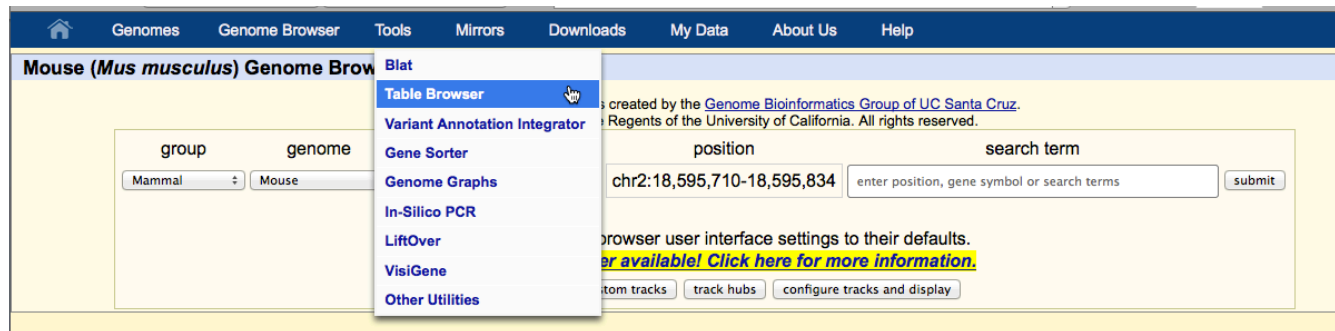 Genomes Genome Browser Tools Mirrors Downloads My Data About Us Help
Mouse (Mus musculus) Genome Brow
Blat
Table Browser
Variant Annotation Integrator
Gene Sorter
Genome Graphs
In-Silico PCR
LiftOver
VisiGene
Other Utilities
created by the Genome Bioinformatics Group of UC Santa Cruz.
Regents of the University of California. All rights reserved.
group genome position search term
Mammal Mouse chr2:18,595,710-18,595,834 enter position, gene symbol or search terms submit
browser user interface settings to their defaults.
er available! Click here for more information.
tom tracks track hubs configure tracks and display